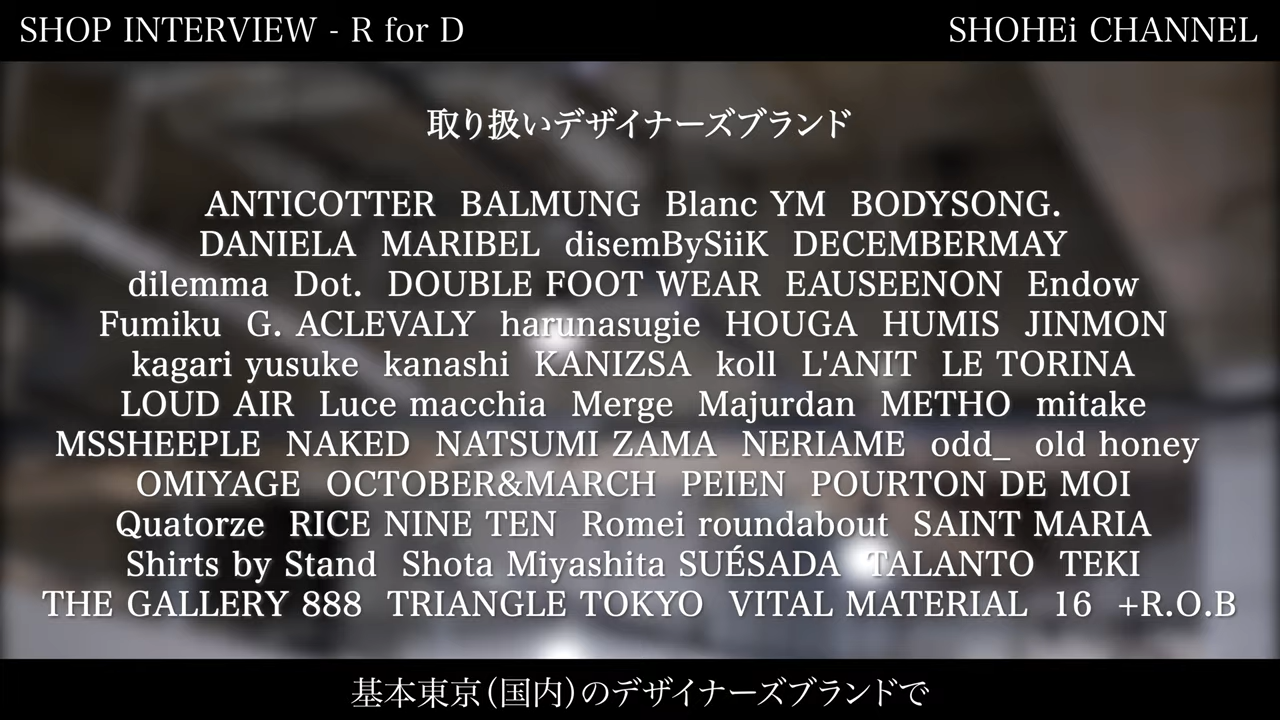 SHOP INTERVIEW - R for D
SHOHEi CHANNEL
取り扱いデザイナーズブランド
ANTICOTTER BALMUNG Blanc YM BODYSONG.
DANIELA MARIBEL disemBySiiK DECEMBERMAY
dilemma Dot. DOUBLE FOOT WEAR EAUSEENON Endow
Fumiku G. ACLEVALY harunasugie HOUGA HUMIS JINMON
kagari yusuke kanashi KANIZSA koll L'ANIT LE TORINA
LOUD AIR Luce macchia Merge Majurdan METHO mitake
MSSHEEPLE NAKED NATSUMI ZAMA NERIAME odd_ old honey
OMIYAGE OCTOBER&MARCH PEIEN POURTON DE MOI
Quatorze RICE NINE TEN Romei roundabout SAINT MARIA
Shirts by Stand Shota Miyashita SUÉSADA TALANTO TEKI
THE GALLERY 888 TRIANGLE TOKYO VITAL MATERIAL 16 +R.O.B
基本東京(国内)のデザイナーズブランドで